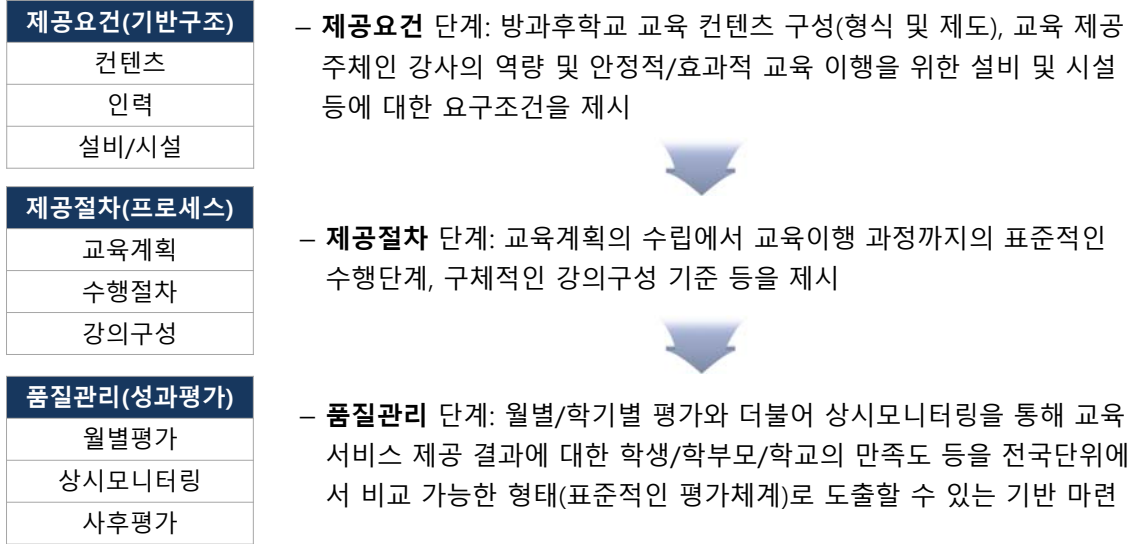 제공요건(기반구조)
컨텐츠
인력
설비/시설
– 제공요건 단계: 방과후학교 교육 컨텐츠 구성(형식 및 제도), 교육 제공
주체인 강사의 역량 및 안정적/효과적 교육 이행을 위한 설비 및 시설
등에 대한 요구조건을 제시
제공절차(프로세스)
교육계획
수행절차
강의구성
– 제공절차 단계: 교육계획의 수립에서 교육이행 과정까지의 표준적인
수행단계, 구체적인 강의구성 기준 등을 제시
품질관리(성과평가)
월별평가
상시모니터링
사후평가
– 품질관리 단계: 월별/학기별 평가와 더불어 상시모니터링을 통해 교육
서비스 제공 결과에 대한 학생/학부모/학교의 만족도 등을 전국단위에
서 비교 가능한 형태(표준적인 평가체계)로 도출할 수 있는 기반 마련